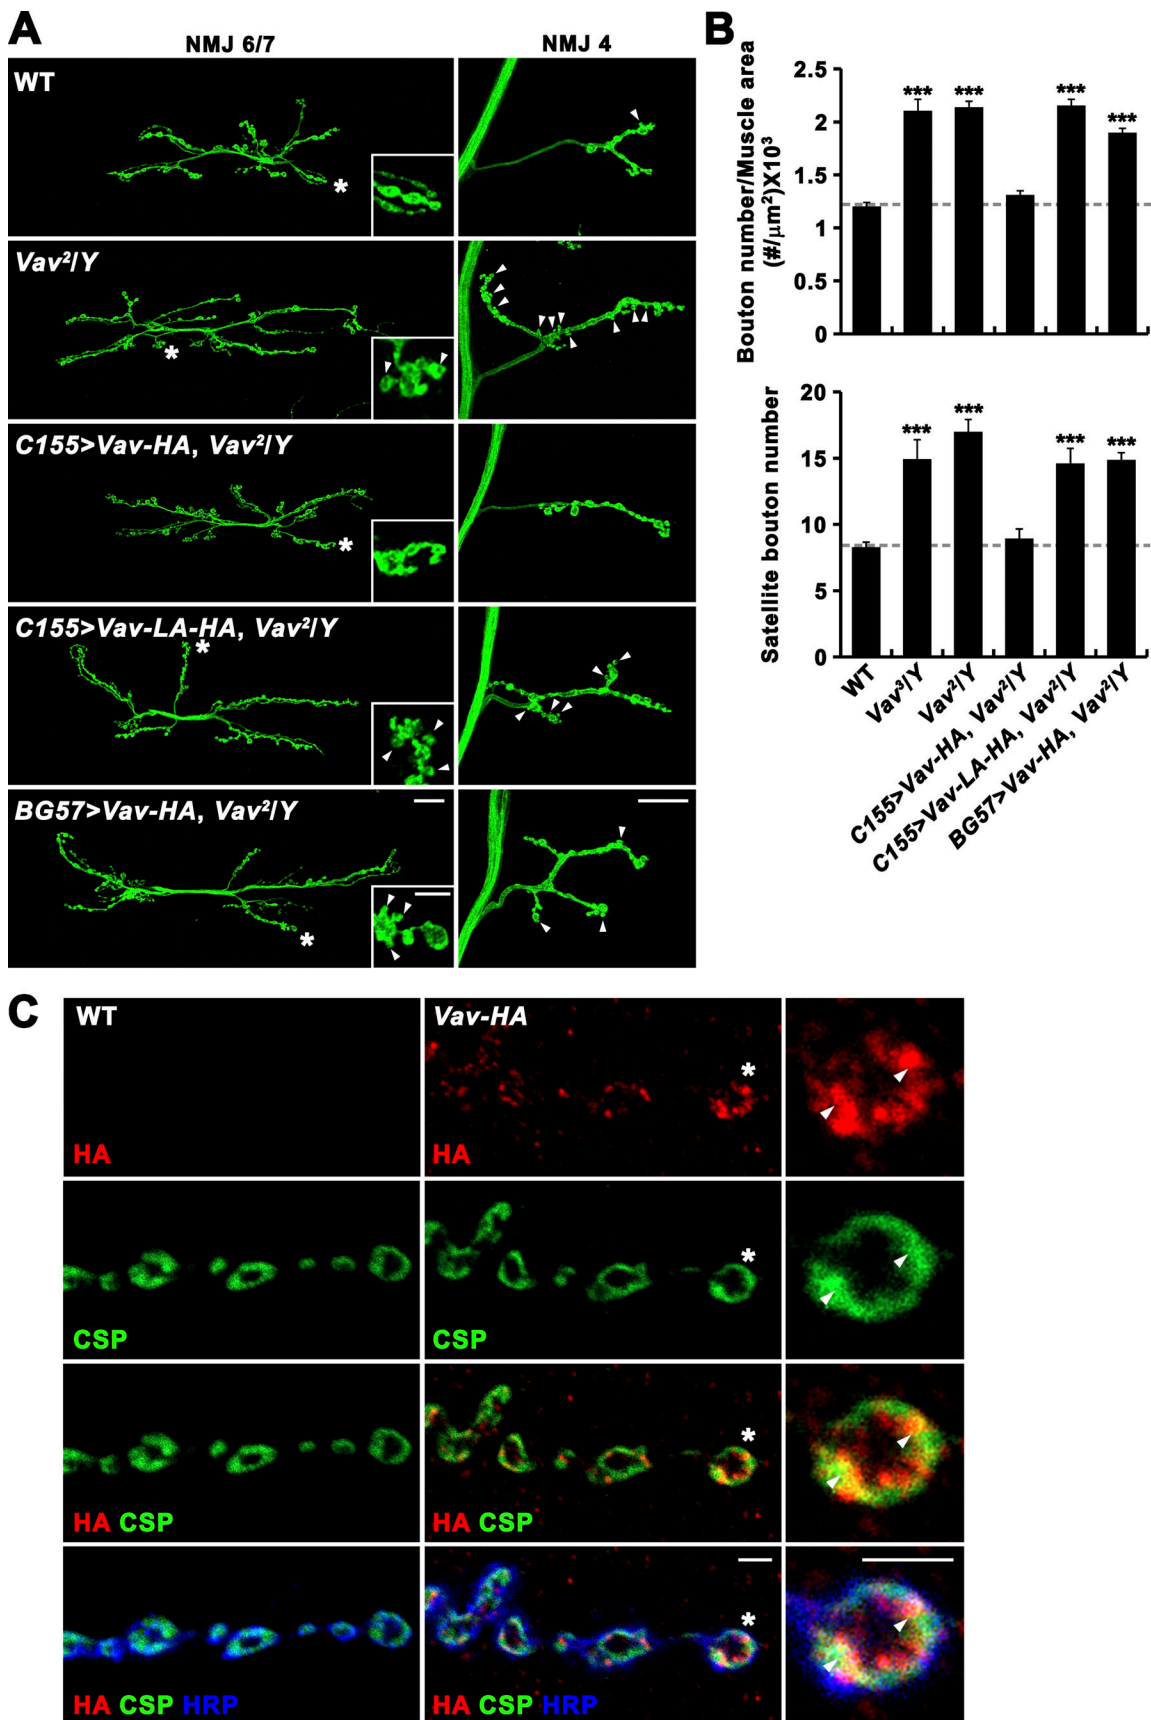 A
NMJ 6/7
NMJ 4
WT
*
Vav²/Y
*
C155>Vav-HA, Vav²/Y
*
C155>Vav-LA-HA, Vav²/Y
*
BG57>Vav-HA, Vav²/Y
*
B
Bouton number/Muscle area
(#/μm²)X10³
2.5
2
1.5
1
0.5
0
*** *** *** ***
Satellite bouton number
20
15
10
5
0
*** *** *** ***
WT
Vav³/Y
Vav²/Y
C155>Vav-HA, Vav²/Y
C155>Vav-LA-HA, Vav²/Y
BG57>Vav-HA, Vav²/Y
C
WT
HA
Vav-HA
*
HA
CSP
*
CSP
HA CSP
*
HA CSP
HA CSP HRP
*
HA CSP HRP